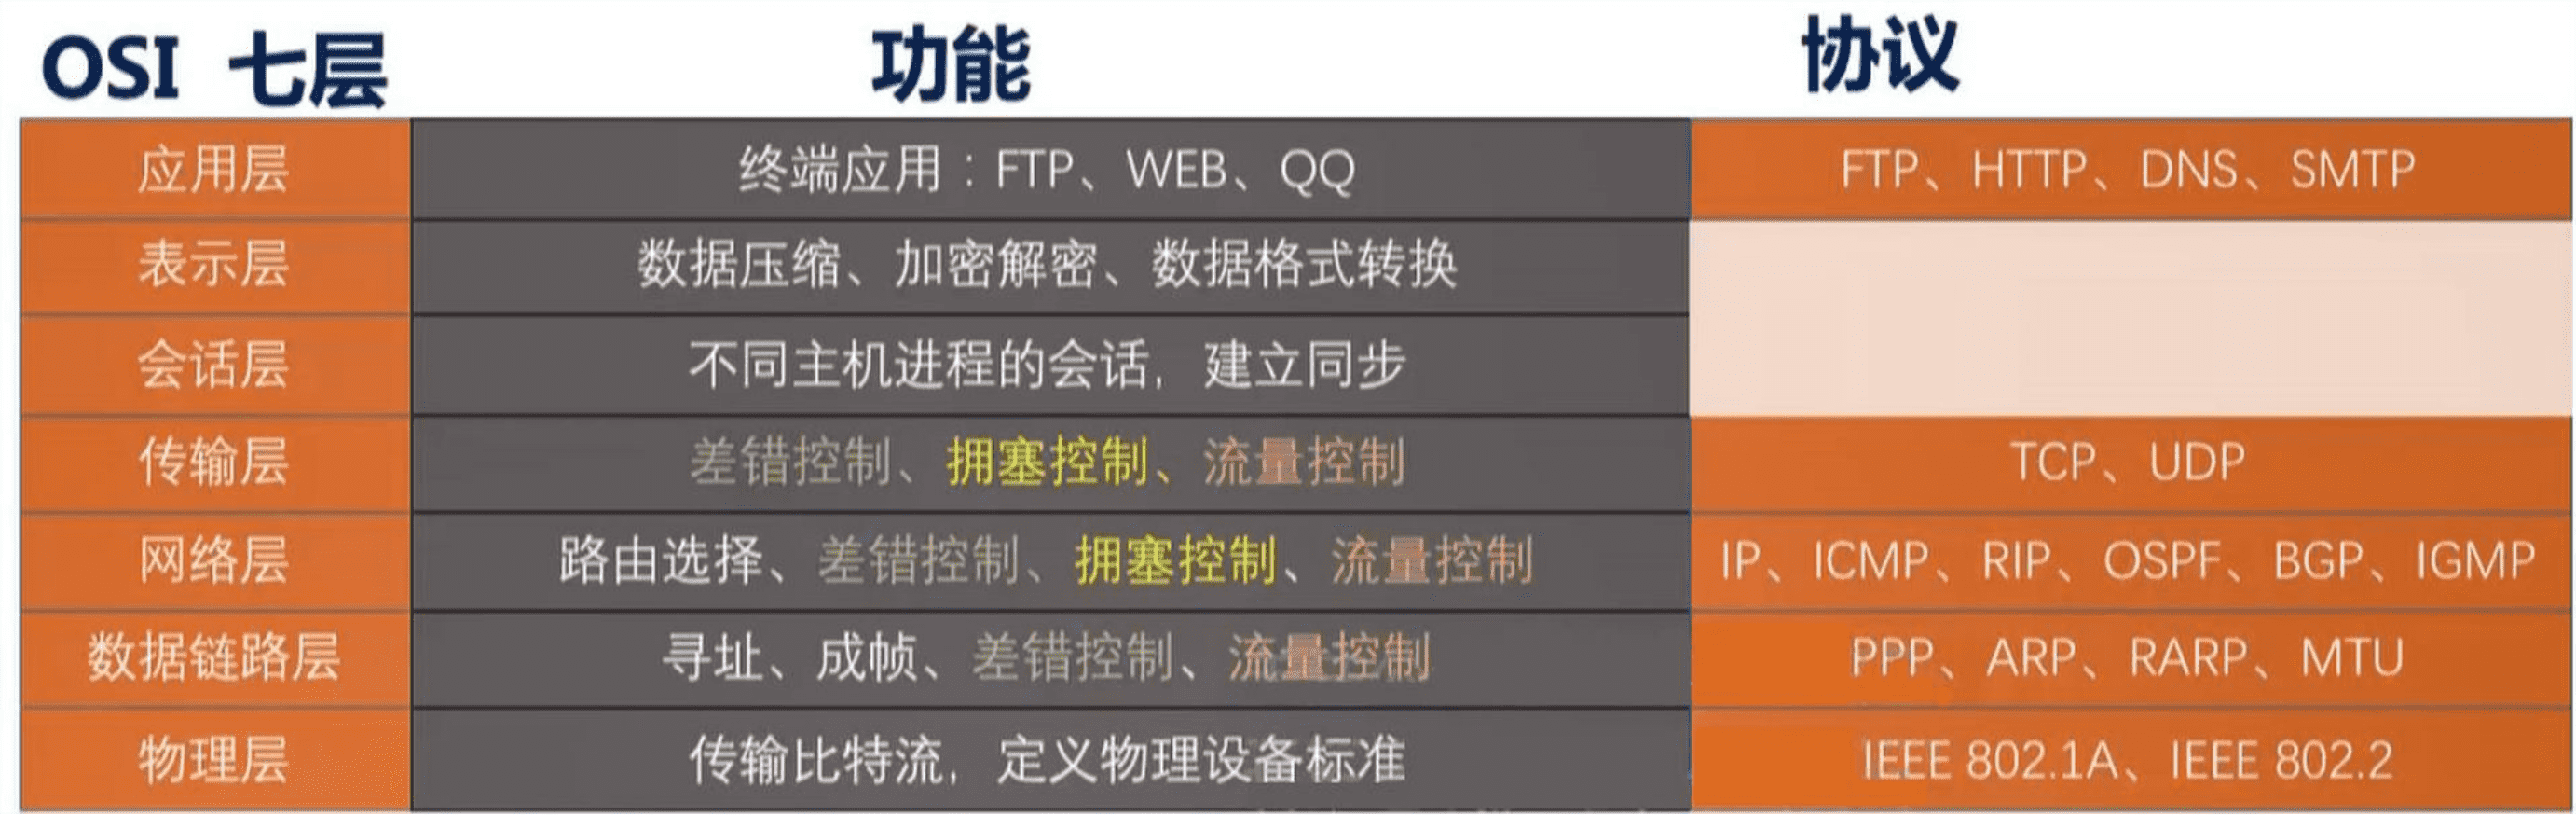 OSI 七层 功能 协议
应用层 终端应用：FTP、WEB、QQ FTP、HTTP、DNS、SMTP
表示层 数据压缩、加密解密、数据格式转换
会话层 不同主机进程的会话，建立同步
传输层 差错控制、拥塞控制、流量控制 TCP、UDP
网络层 路由选择、差错控制、拥塞控制、流量控制 IP、ICMP、RIP、OSPF、BGP、IGMP
数据链路层 寻址、成帧、差错控制、流量控制 PPP、ARP、RARP、MTU
物理层 传输比特流，定义物理设备标准 IEEE 802.1A、IEEE 802.2